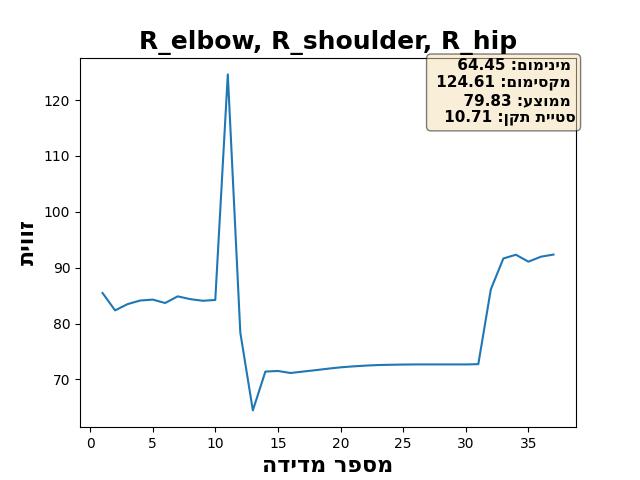 R_elbow, R_shoulder, R_hip
מינימום: 64.45
מקסימום: 124.61
ממוצע: 79.83
סטיית תקן: 10.71
זווית
120
110
100
90
80
70
0 5 10 15 20 25 30 35
מספר מדידה